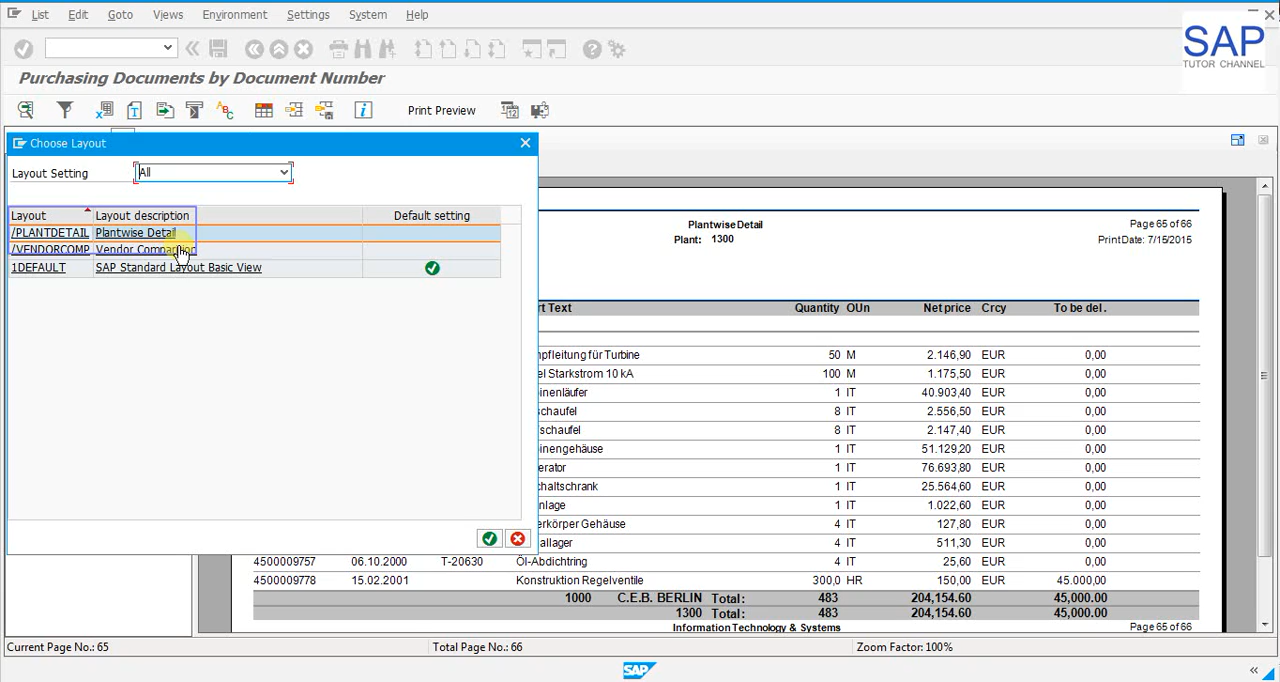 List Edit Goto Views Environment Settings System Help
SAP
TUTOR CHANNEL
Purchasing Documents by Document Number
Print Preview
Choose Layout
Layout Setting All
Layout Layout description Default setting
/PLANTDETAIL Plantwise Detail
/VENDORCOMP Vendor
1DEFAULT SAP Standard Layout Basic View
Plantwise Detail Page 65 of 66
Plant: 1300 Print Date: 7/15/2015
Text Quantity OUn Net price Crcy To be del.
für Turbine 50 M 2.146,90 EUR 0,00
Starkstrom 10 kA 100 M 1.175,50 EUR 0,00
1 IT 40.903,40 EUR 0,00
8 IT 2.556,50 EUR 0,00
8 IT 2.147,40 EUR 0,00
1 IT 51.129,20 EUR 0,00
1 IT 76.693,80 EUR 0,00
1 IT 25.564,60 EUR 0,00
1 IT 1.022,60 EUR 0,00
Gehäuse 4 IT 127,80 EUR 0,00
4 IT 511,30 EUR 0,00
4500009757 06.10.2000 T-20630 Öl-Abdichtring 4 IT 25,60 EUR 0,00
4500009778 15.02.2001 Konstruktion Regelventile 300,0 HR 150,00 EUR 45.000,00
1000 C.E.B. BERLIN Total: 483 204,154.60 45,000.00
1300 Total: 483 204,154.60 45,000.00
Information Technology & Systems Page 65 of 66
Current Page No.: 65 Total Page No.: 66 Zoom Factor: 100%
SAP